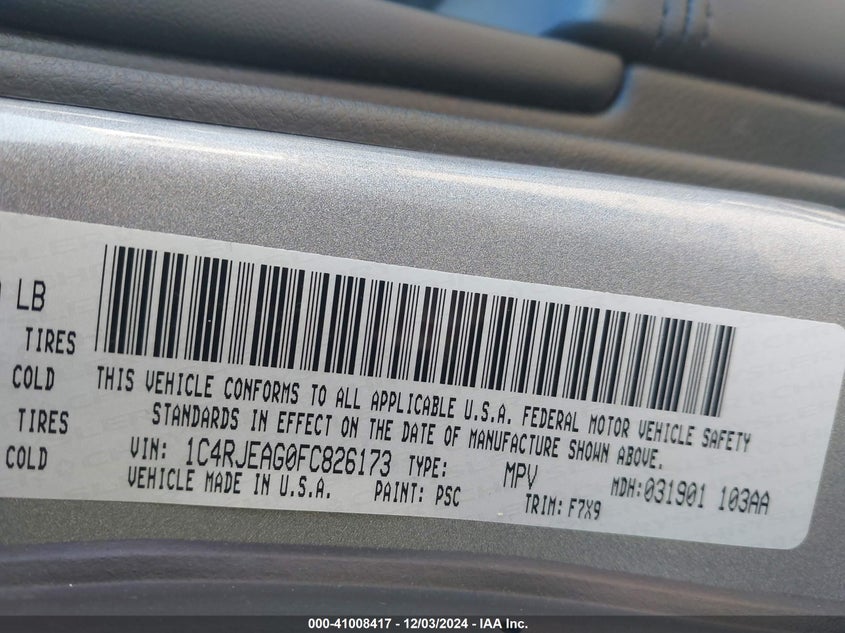 LB
TIRES
COLD
TIRES
COLD
THIS VEHICLE CONFORMS TO ALL APPLICABLE U.S.A. FEDERAL MOTOR VEHICLE SAFETY
STANDARDS IN EFFECT ON THE DATE OF MANUFACTURE SHOWN ABOVE.
VIN: 1C4RJEAG0FC826173 TYPE: MPV MDH:031901 103AA
VEHICLE MADE IN U.S.A. PAINT: PSC TRIM: F7X9
000-41008417 - 12/03/2024 - IAA Inc.